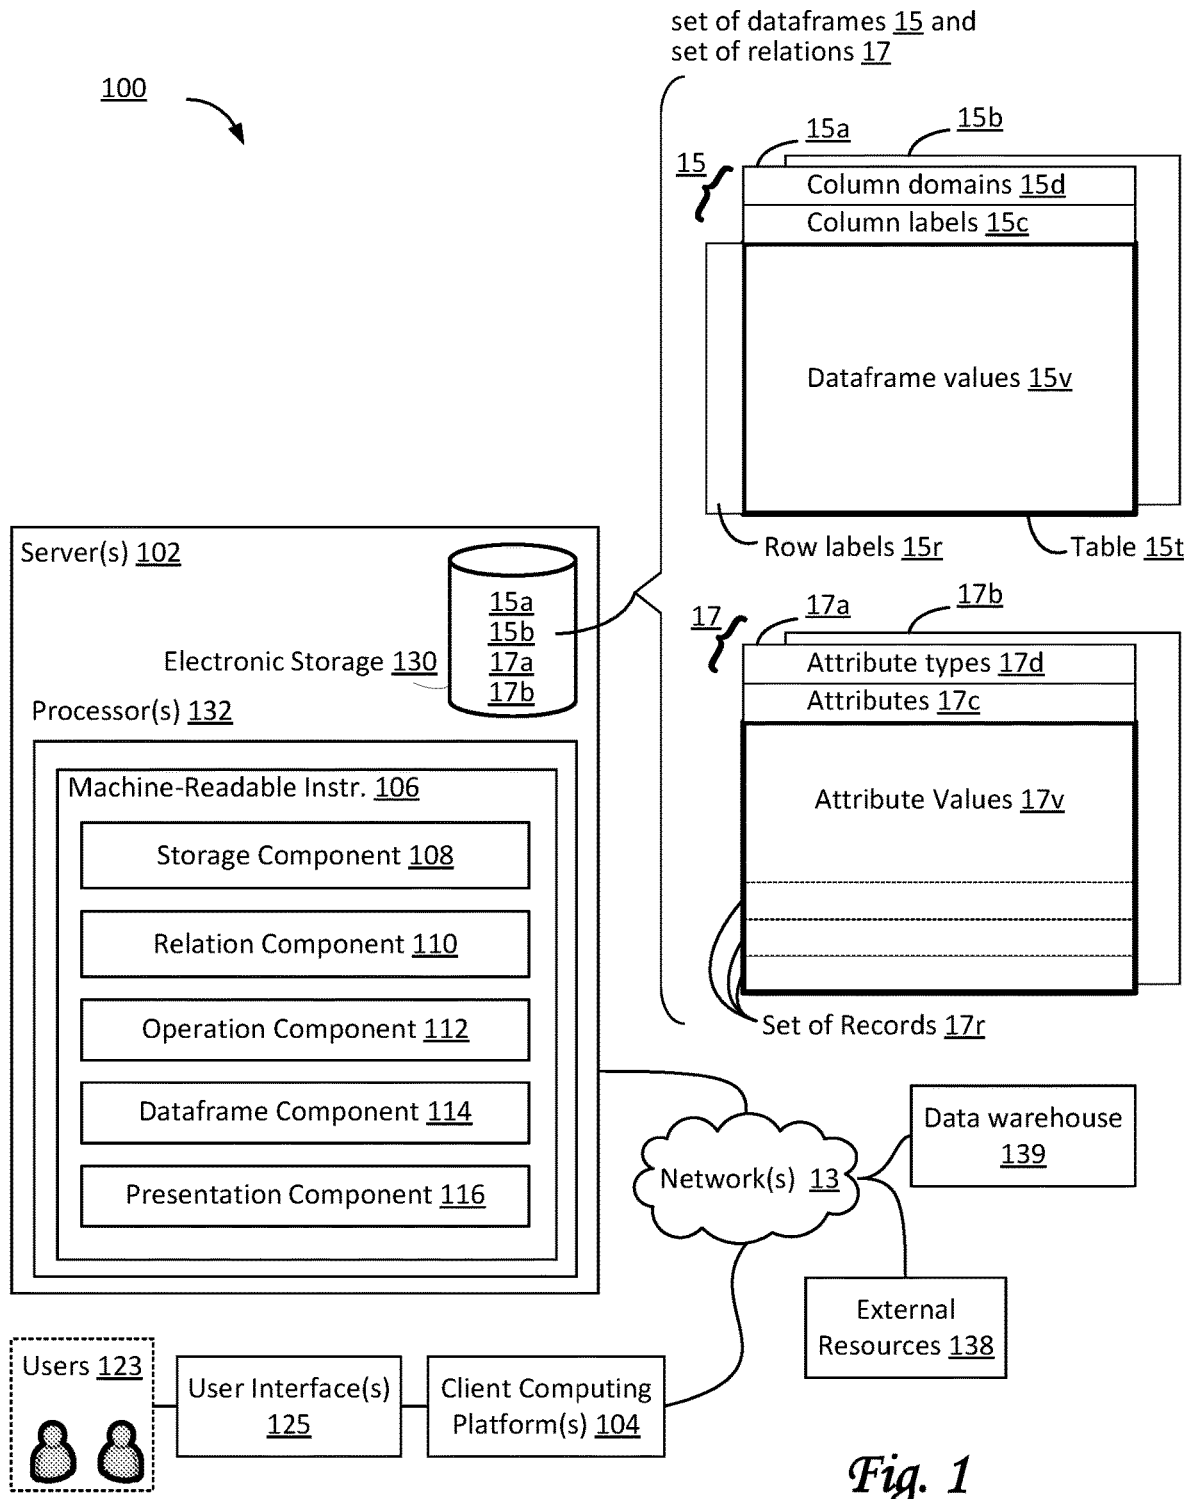 set of dataframes 15 and
set of relations 17
100
15a
15b
15
Column domains 15d
Column labels 15c
Dataframe values 15v
Row labels 15r
Table 15t
Server(s) 102
15a
15b
17a
17b
Electronic Storage 130
Processor(s) 132
17
17a
17b
Attribute types 17d
Attributes 17c
Attribute Values 17v
Set of Records 17r
Machine-Readable Instr. 106
Storage Component 108
Relation Component 110
Operation Component 112
Dataframe Component 114
Presentation Component 116
Network(s) 13
Data warehouse
139
External
Resources 138
Users 123
User Interface(s)
125
Client Computing
Platform(s) 104
Fig. 1